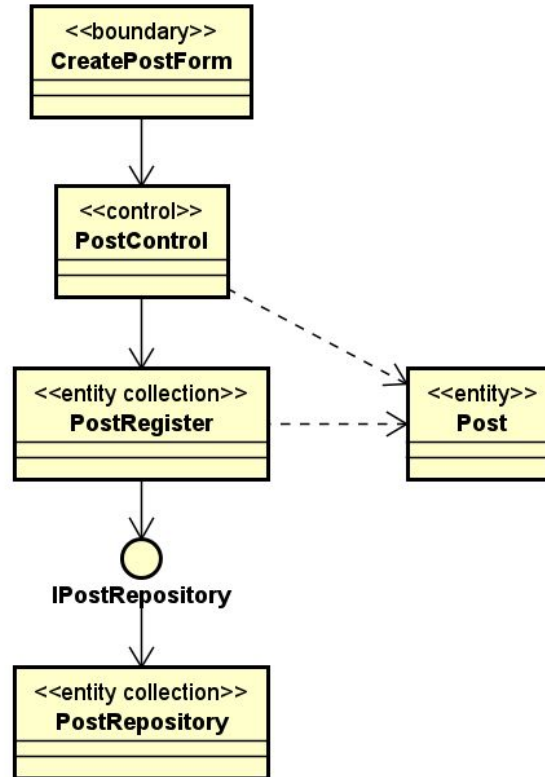 <<boundary>>
CreatePostForm
<<control>>
PostControl
<<entity collection>>
PostRegister
<<entity>>
Post
IPostRepository
<<entity collection>>
PostRepository